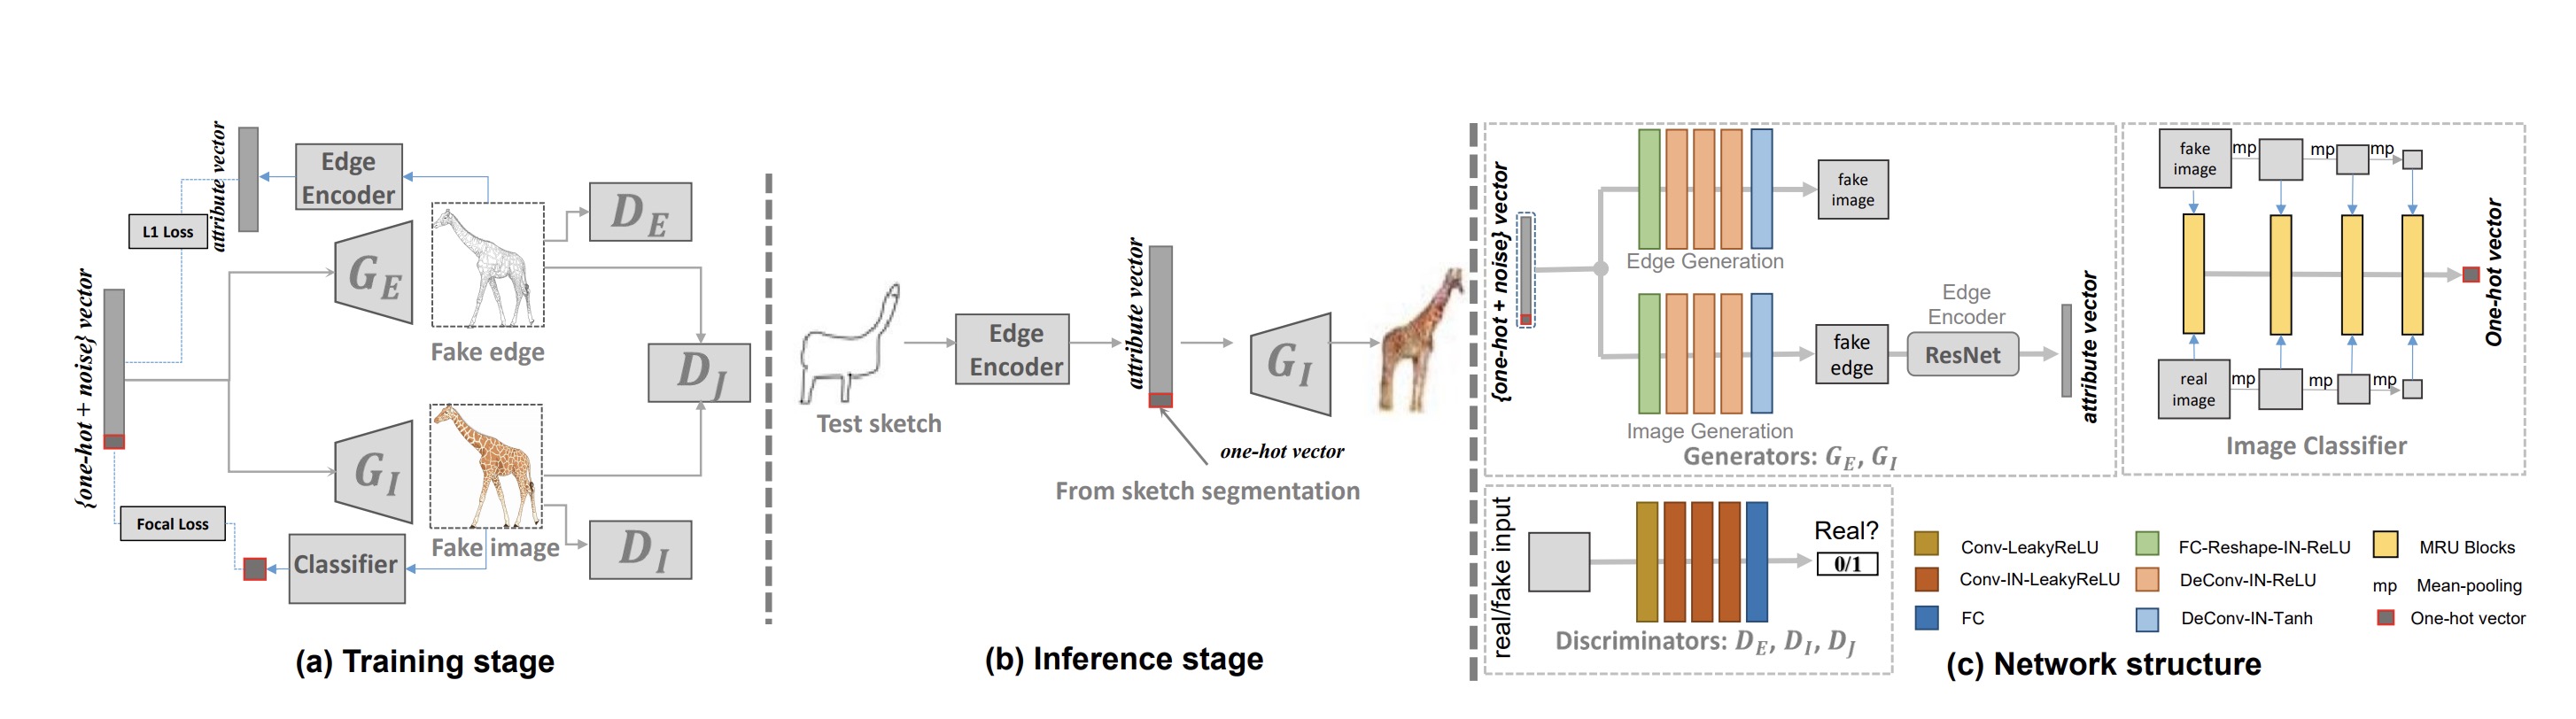 attribute vector
Edge
Encoder
L1 Loss
{one-hot + noise} vector
G_E
D_E
Fake edge
D_J
G_I
Focal Loss
Fake image
D_I
Classifier
(a) Training stage
Test sketch
Edge
Encoder
attribute vector
G_I
one-hot vector
From sketch segmentation
(b) Inference stage
{one-hot + noise} vector
fake
image
Edge Generation
Edge
Encoder
fake
edge
ResNet
attribute vector
Image Generation
Generators: G_E, G_I
fake
image
mp
mp
mp
One-hot vector
real
image
mp
mp
mp
Image Classifier
real/fake input
Real?
0/1
Discriminators: D_E, D_I, D_J
Conv-LeakyReLU
FC-Reshape-IN-ReLU
MRU Blocks
Conv-IN-LeakyReLU
DeConv-IN-ReLU
mp Mean-pooling
FC
DeConv-IN-Tanh
One-hot vector
(c) Network structure